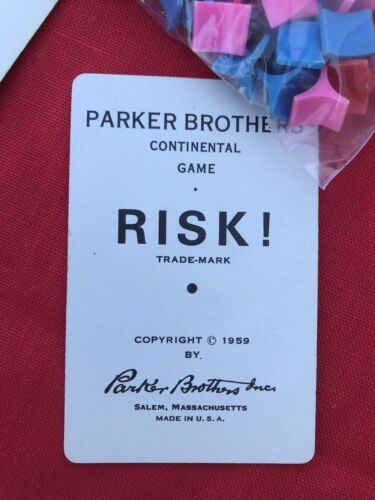 PARKER BROTHERS
CONTINENTAL
GAME
RISK!
TRADE-MARK
COPYRIGHT © 1959
BY.
Parker Brothers Inc.
SALEM, MASSACHUSETTS
MADE IN U.S.A.